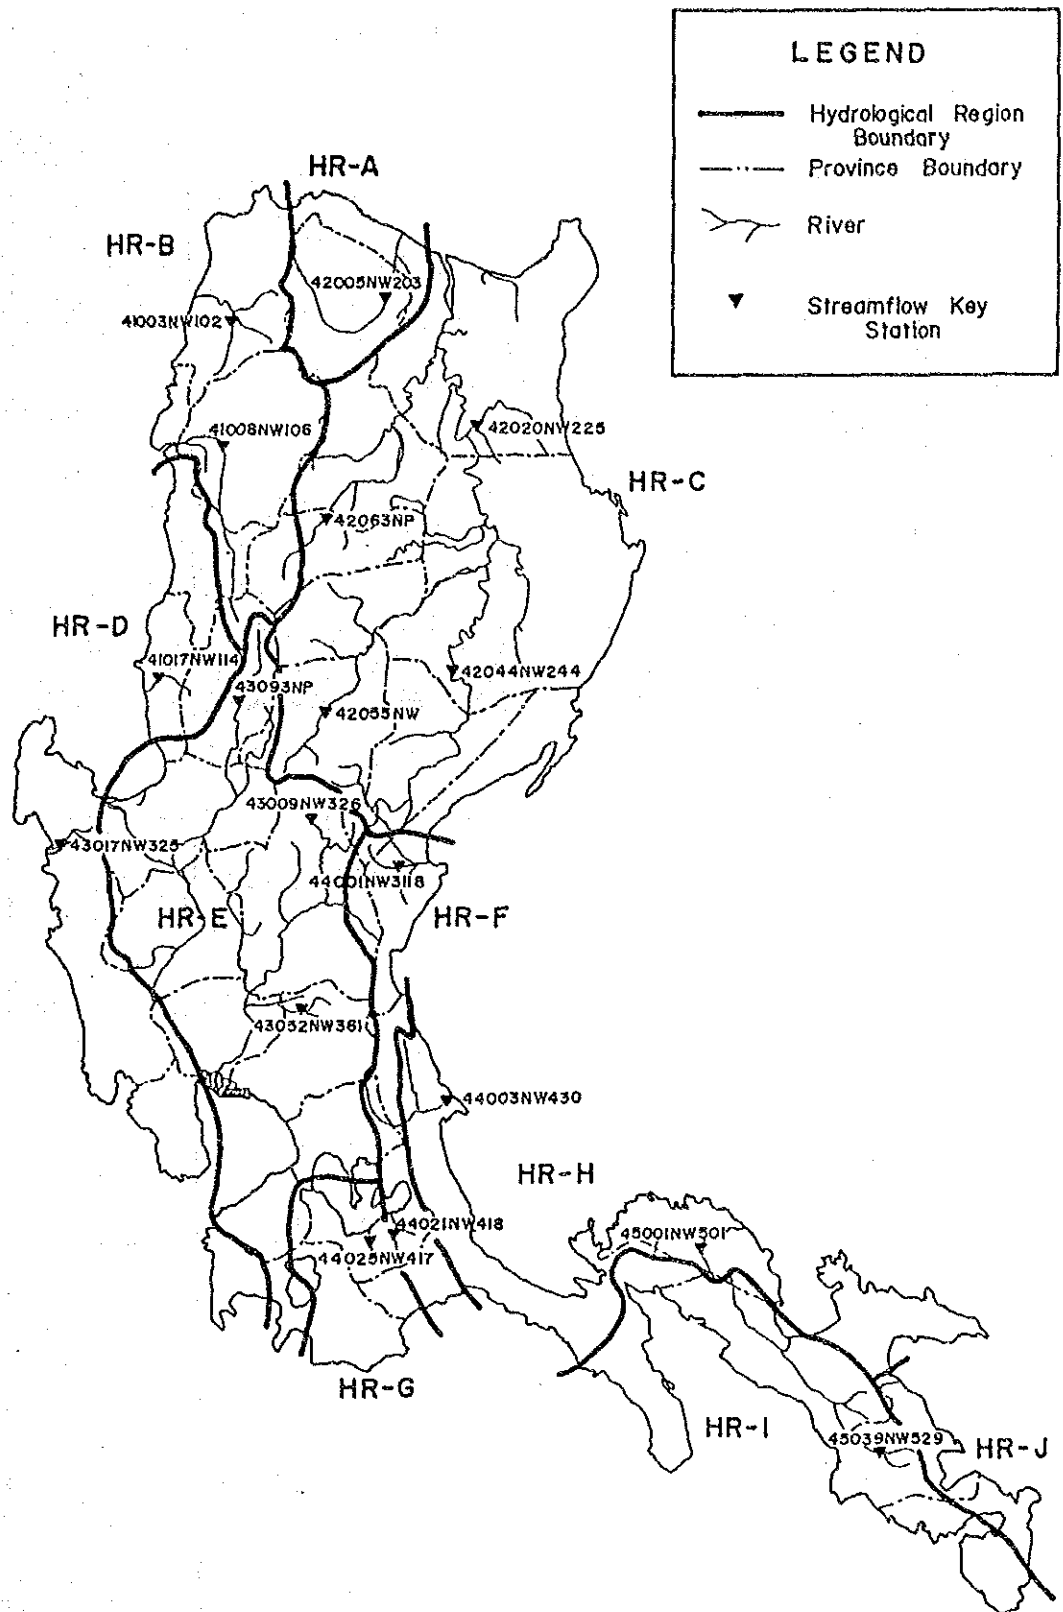 LEGEND
Hydrological Region
Boundary
Province Boundary
River
Streamflow Key
Station
HR-A
HR-B
42005NW203
41003NW102
41008NW106
42020NW225
HR-C
42063NP
HR-D
41017NW114
43093NP
42044NW244
42055NW
43009NW326
43017NW325
44001NW3118
HR-E
HR-F
43052NW361
44003NW430
HR-H
44021NW418
45001NW501
44025NW417
HR-G
HR-I
45039NW529
HR-J